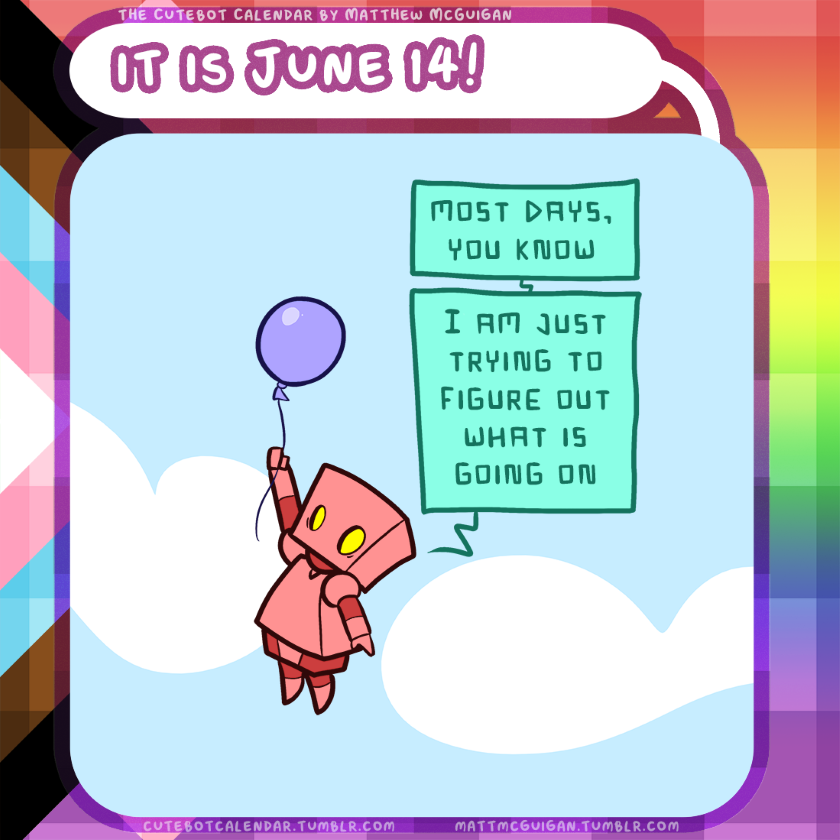 THE CUTEBOT CALENDAR BY MATTHEW MCGUIGAN
IT IS JUNE 14!
MOST DAYS,
YOU KNOW
I AM JUST
TRYING TO
FIGURE OUT
WHAT IS
GOING ON
CUTEBOTCALENDAR.TUMBLR.COM
MATTMCGUIGAN.TUMBLR.COM